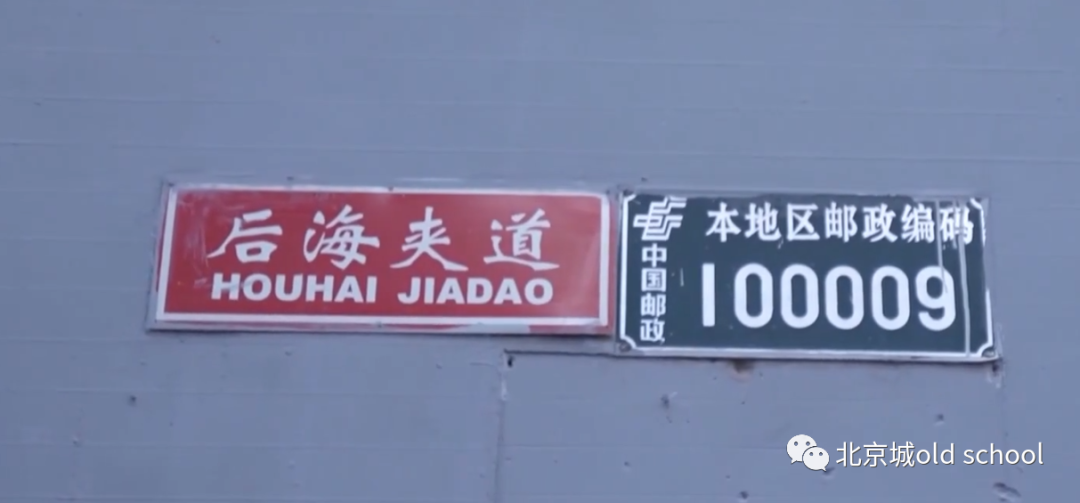 后海夹道
HOUHAI JIADAO
中国邮政
本地区邮政编码
100009
北京城old school